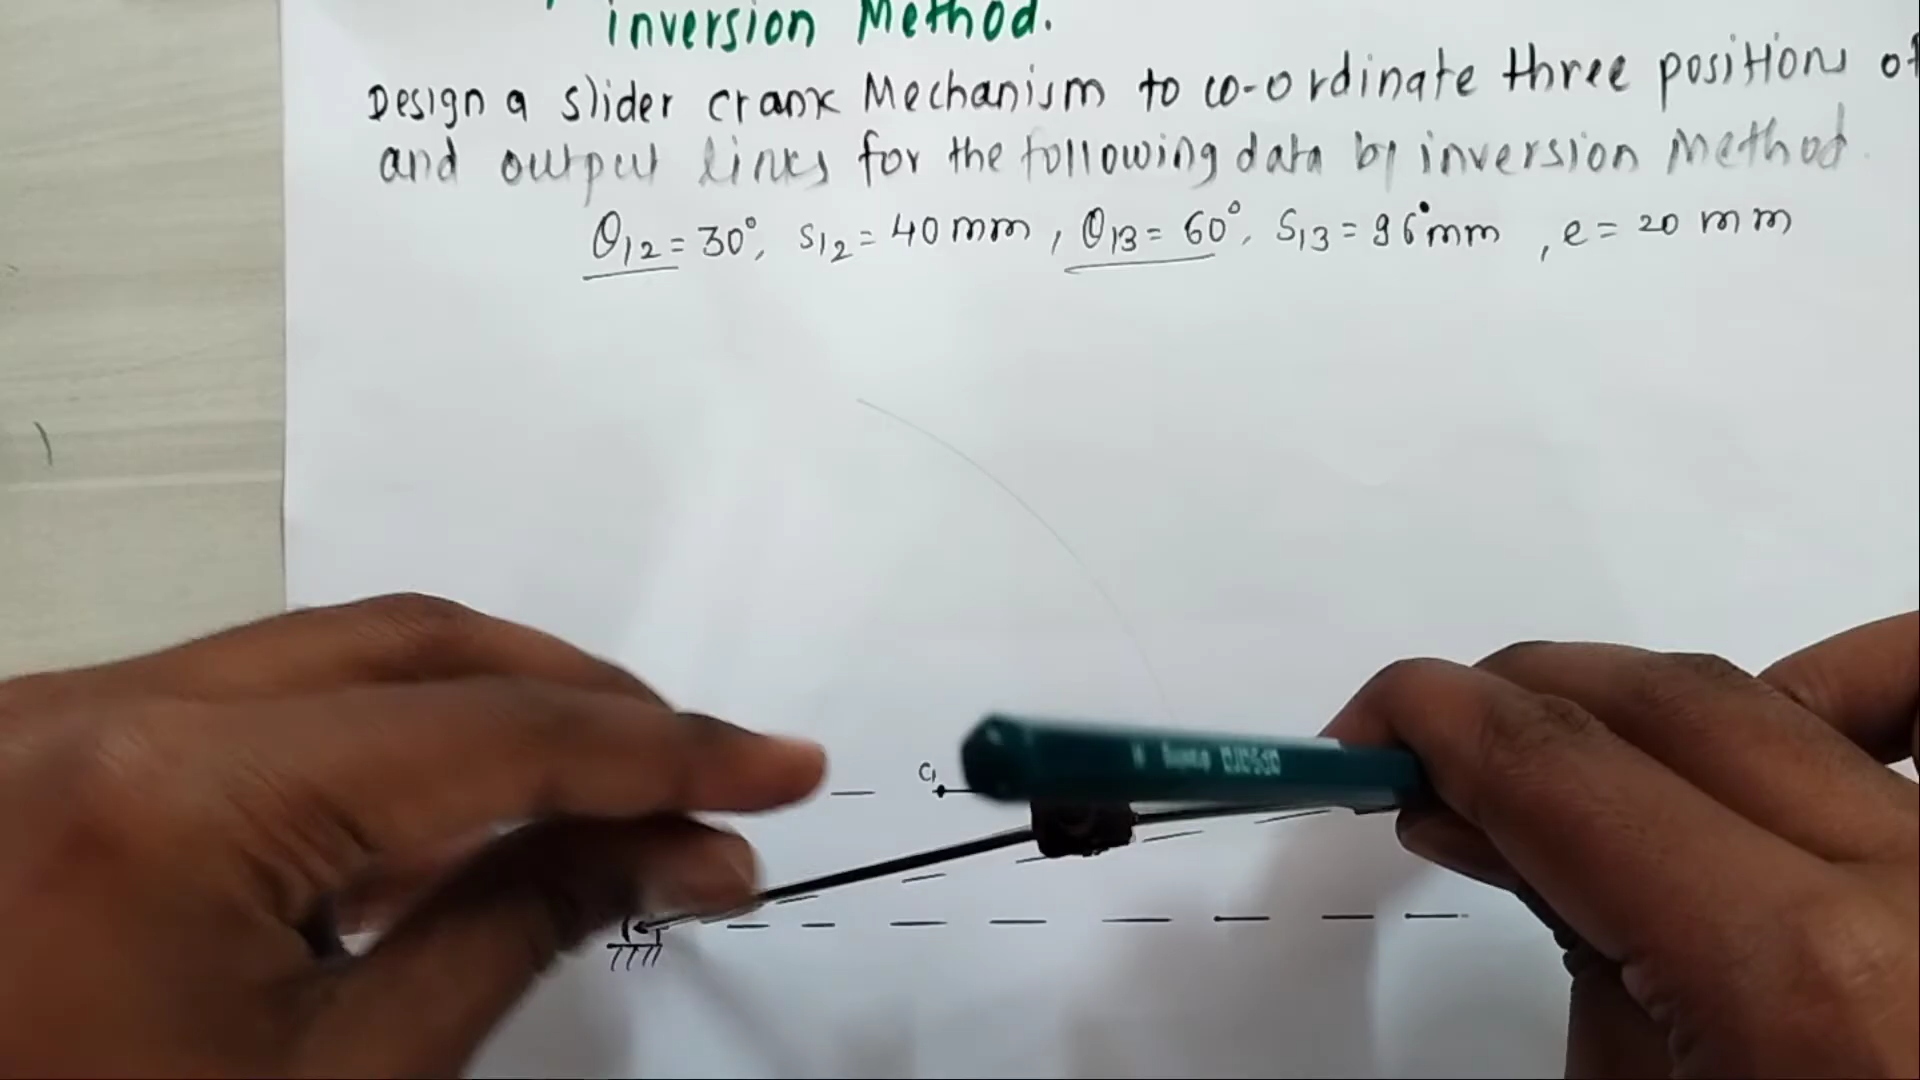 inversion Method.
Design a slider crank Mechanism to co-ordinate three positions of
and output links for the following data by inversion Method.
θ12 = 30°, S12 = 40 mm, θ13 = 60°, S13 = 96 mm, e = 20 mm
C1